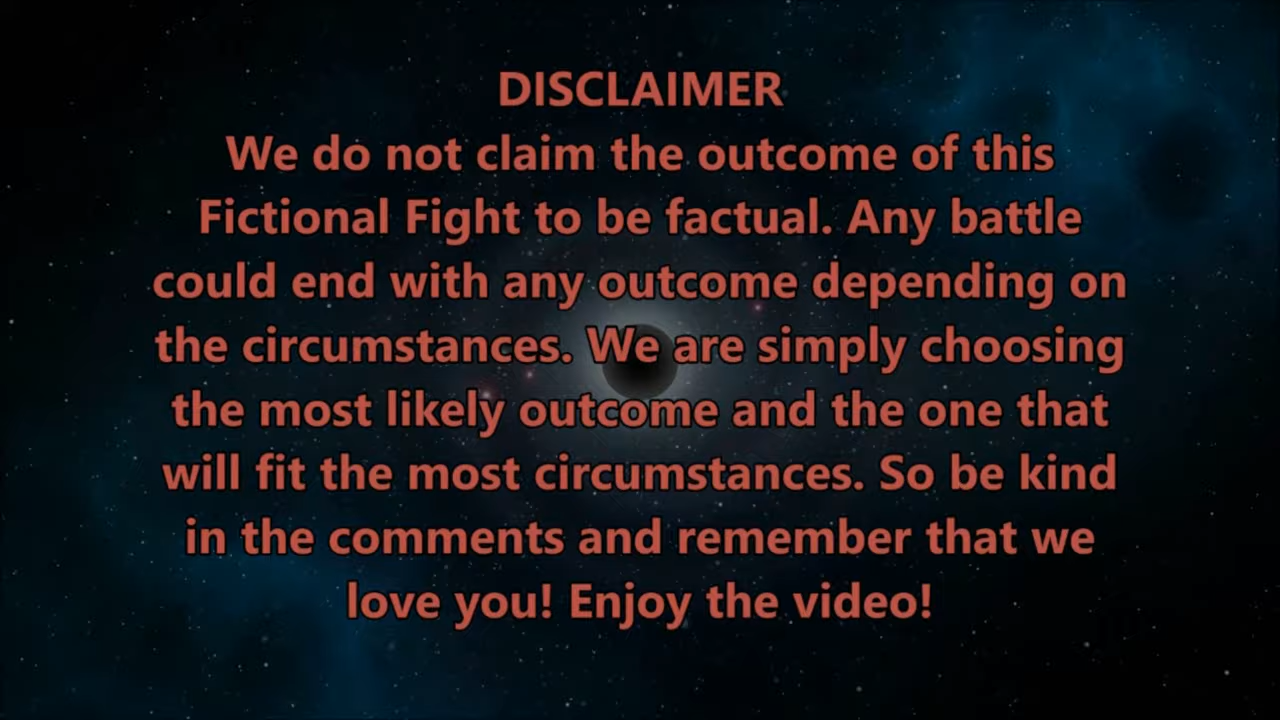 DISCLAIMER
We do not claim the outcome of this
Fictional Fight to be factual. Any battle
could end with any outcome depending on
the circumstances. We are simply choosing
the most likely outcome and the one that
will fit the most circumstances. So be kind
in the comments and remember that we
love you! Enjoy the video!